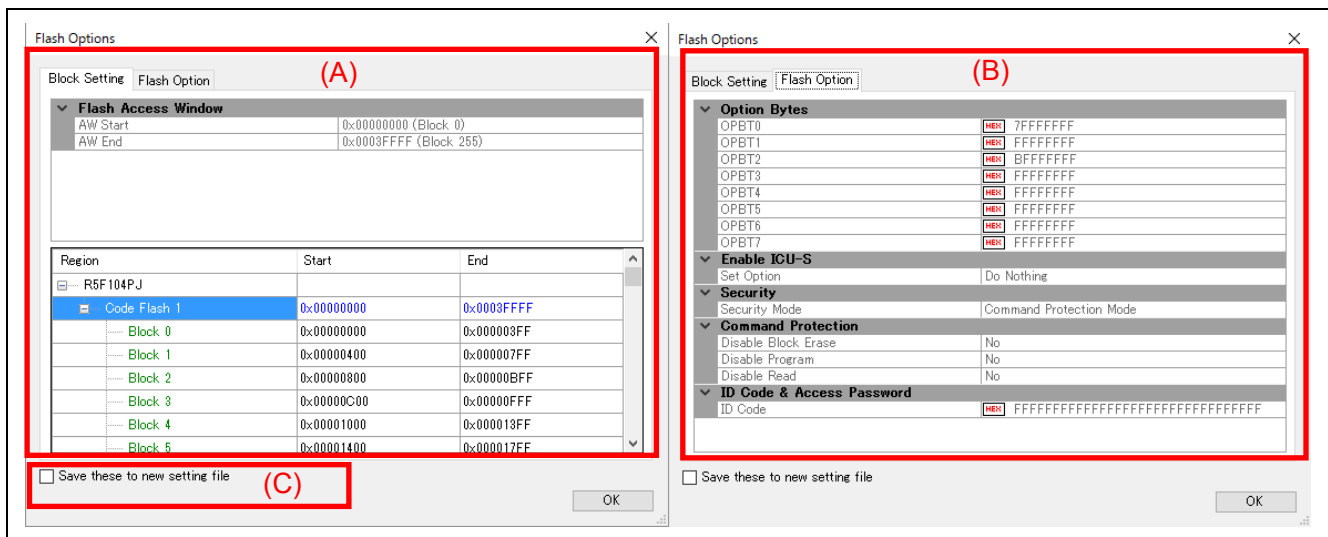 Flash Options
Block Setting Flash Option (A)
Flash Access Window
AW Start 0x00000000 (Block 0)
AW End 0x0003FFFF (Block 255)
Region Start End
R5F104PJ
Code Flash 1 0x00000000 0x0003FFFF
Block 0 0x00000000 0x000003FF
Block 1 0x00000400 0x000007FF
Block 2 0x00000800 0x00000BFF
Block 3 0x00000C00 0x00000FFF
Block 4 0x00001000 0x000013FF
Block 5 0x00001400 0x000017FF
Save these to new setting file (C)
OK
Flash Options
Block Setting Flash Option (B)
Option Bytes
OPBT0 HEX 7FFFFFFF
OPBT1 HEX FFFFFFFF
OPBT2 HEX BFFFFFFF
OPBT3 HEX FFFFFFFF
OPBT4 HEX FFFFFFFF
OPBT5 HEX FFFFFFFF
OPBT6 HEX FFFFFFFF
OPBT7 HEX FFFFFFFF
Enable ICU-S
Set Option Do Nothing
Security
Security Mode Command Protection Mode
Command Protection
Disable Block Erase No
Disable Program No
Disable Read No
ID Code & Access Password
ID Code HEX FFFFFFFFFFFFFFFFFFFFFFFFFFFFFFFF
Save these to new setting file
OK